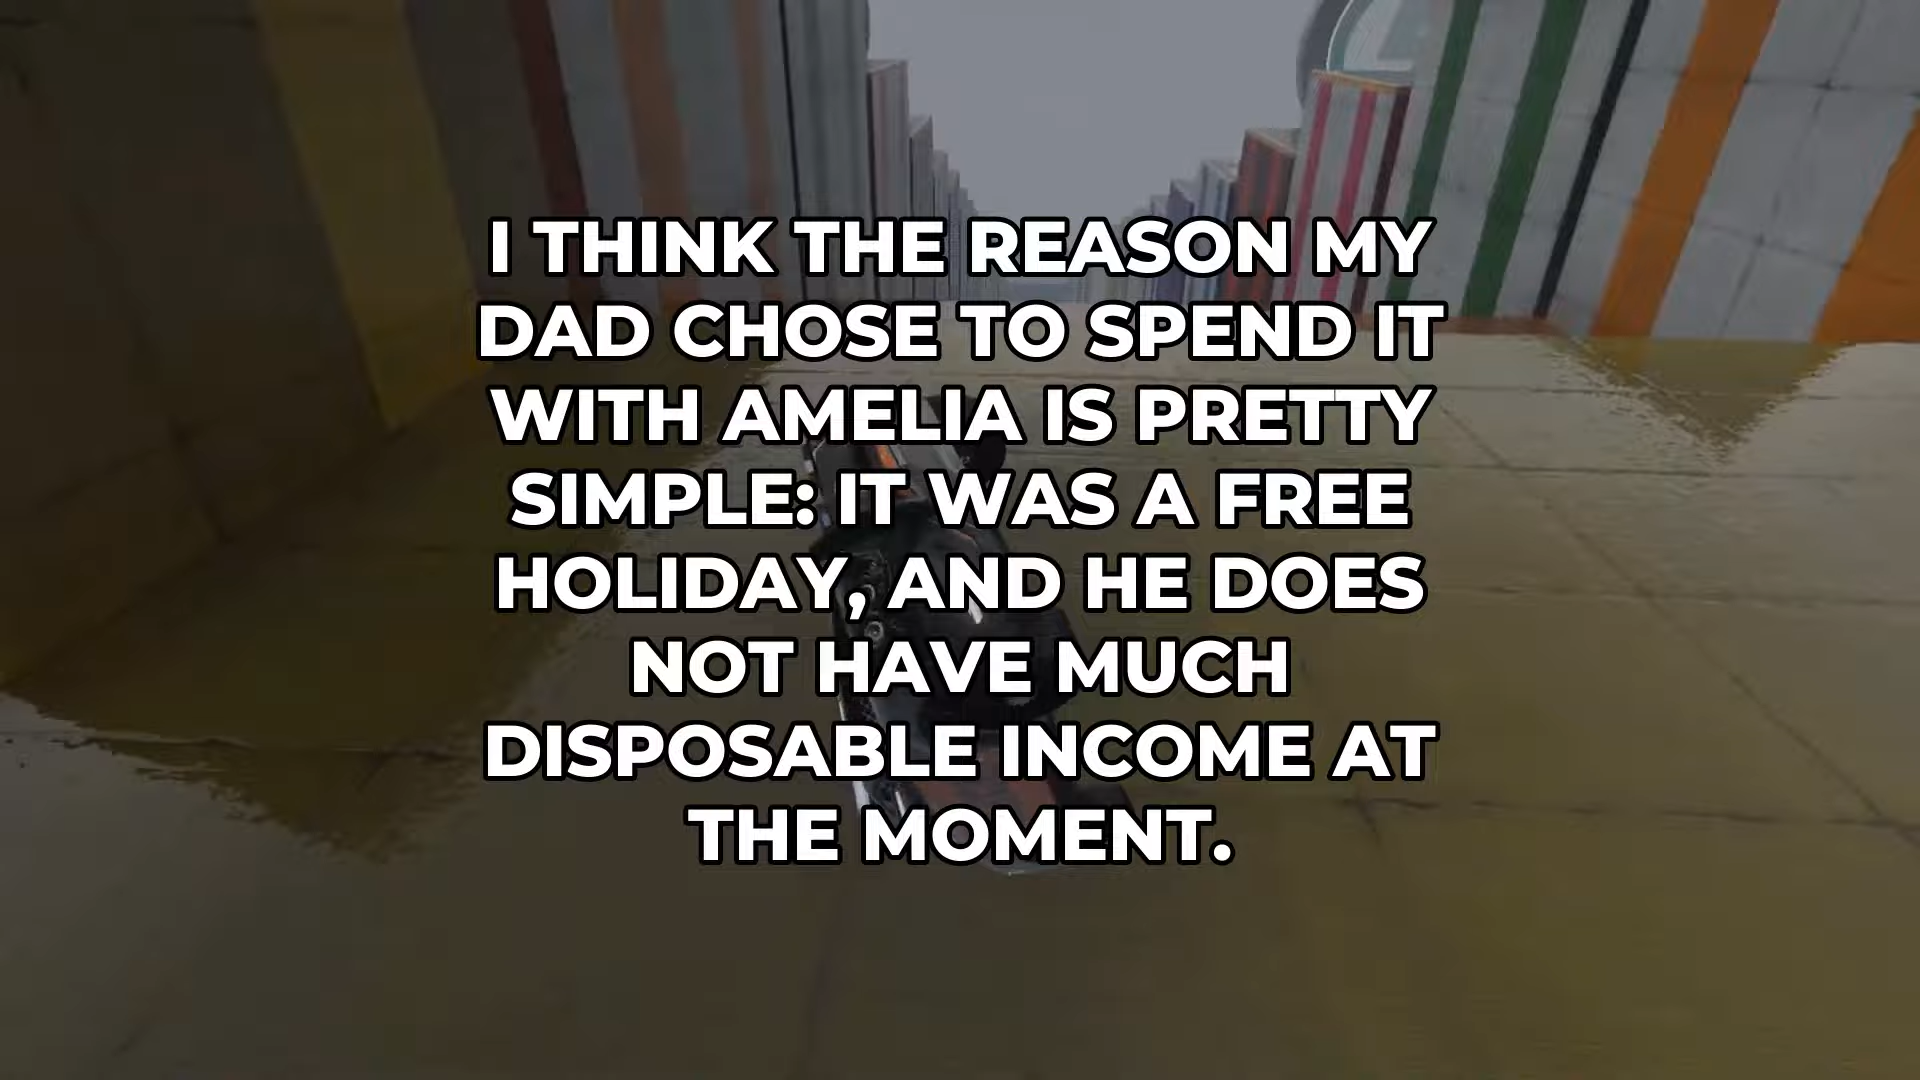 I THINK THE REASON MY
DAD CHOSE TO SPEND IT
WITH AMELIA IS PRETTY
SIMPLE: IT WAS A FREE
HOLIDAY, AND HE DOES
NOT HAVE MUCH
DISPOSABLE INCOME AT
THE MOMENT.